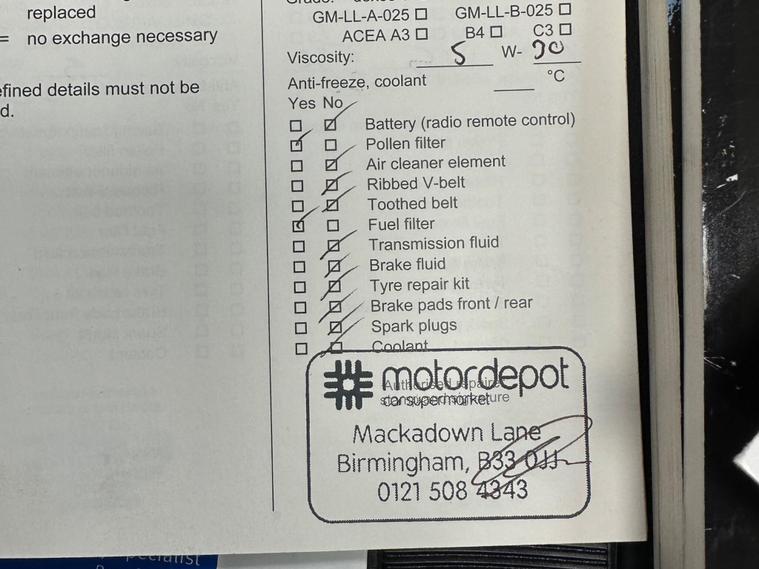 replaced
= no exchange necessary
efined details must not be
d.
GM-LL-A-025 GM-LL-B-025
ACEA A3 B4 C3
Viscosity: 5 W- 30
Anti-freeze, coolant °C
Yes No
Battery (radio remote control)
Pollen filter
Air cleaner element
Ribbed V-belt
Toothed belt
Fuel filter
Transmission fluid
Brake fluid
Tyre repair kit
Brake pads front / rear
Spark plugs
Coolant
motordepot
car supermarket
Mackadown Lane
Birmingham, B33 0JJ
0121 508 4343